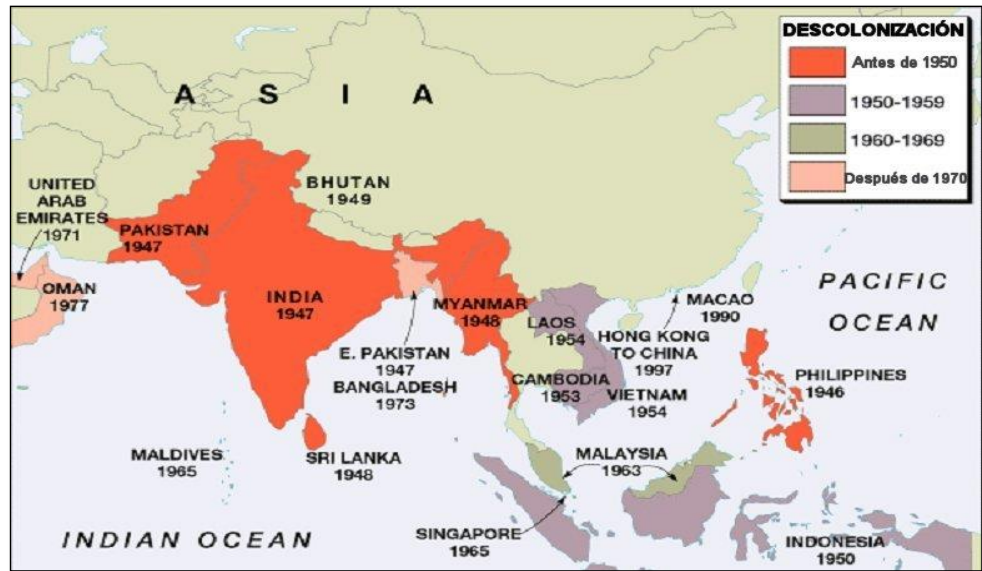 DESCOLONIZACIÓN
Antes de 1950
1950-1959
1960-1969
Después de 1970
ASIA
UNITED
ARAB
EMIRATES
1971
OMAN
1977
PAKISTAN
1947
BHUTAN
1949
INDIA
1947
MYANMAR
1948
E. PAKISTAN
1947
BANGLADESH
1973
LAOS
1954
CAMBODIA
1953
VIETNAM
1954
HONG KONG
TO CHINA
1997
MACAO
1990
PACIFIC
OCEAN
PHILIPPINES
1946
MALDIVES
1965
SRI LANKA
1948
MALAYSIA
1963
SINGAPORE
1965
INDONESIA
1950
INDIAN OCEAN